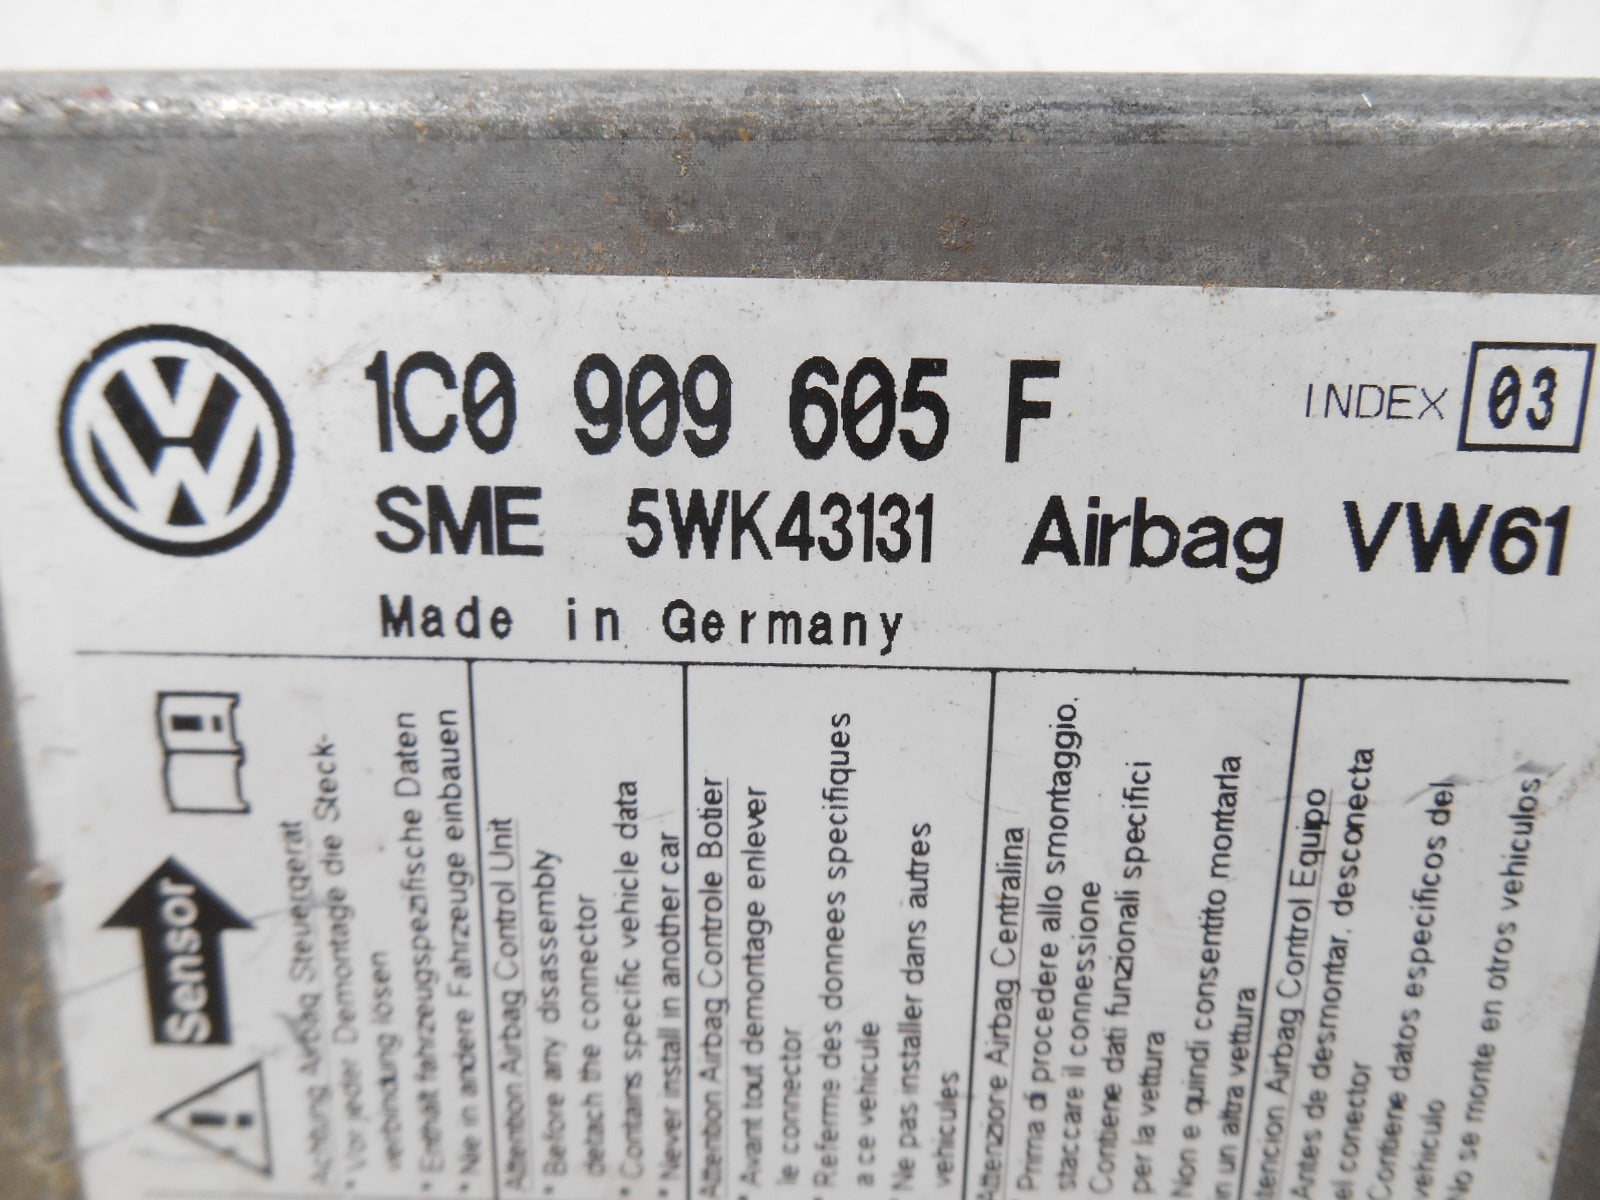 1C0 909 605 F INDEX 03
SME 5WK43131 Airbag VW61
Made in Germany
Sensor
Achtung Airbag Steuergerät
* Vor jeder Demontage die Steck-
verbindung lösen
* Enthält fahrzeugspezifische Daten
* Nie in andere Fahrzeuge einbauen
Attention Airbag Control Unit
* Before any disassembly
detach the connector
* Contains specific vehicle data
* Never install in another car
Attention Airbag Controle Botier
* Avant tout demontage enlever
le connector
* Referme des donnees specifiques
a ce vehicule
* Ne pas installer dans autres
vehicules
Attenzione Airbag Centralina
* Prima di procedere allo smontaggio.
staccare il connessione
Contiene dati funzionali specifici
per la vettura
Non e quindi consentito montarla
in un altra vettura
Atencion Airbag Control Equipo
Antes de desmontar, desconecta
el conector
Contiene datos especificos del
vehiculo
No se monte en otros vehiculos